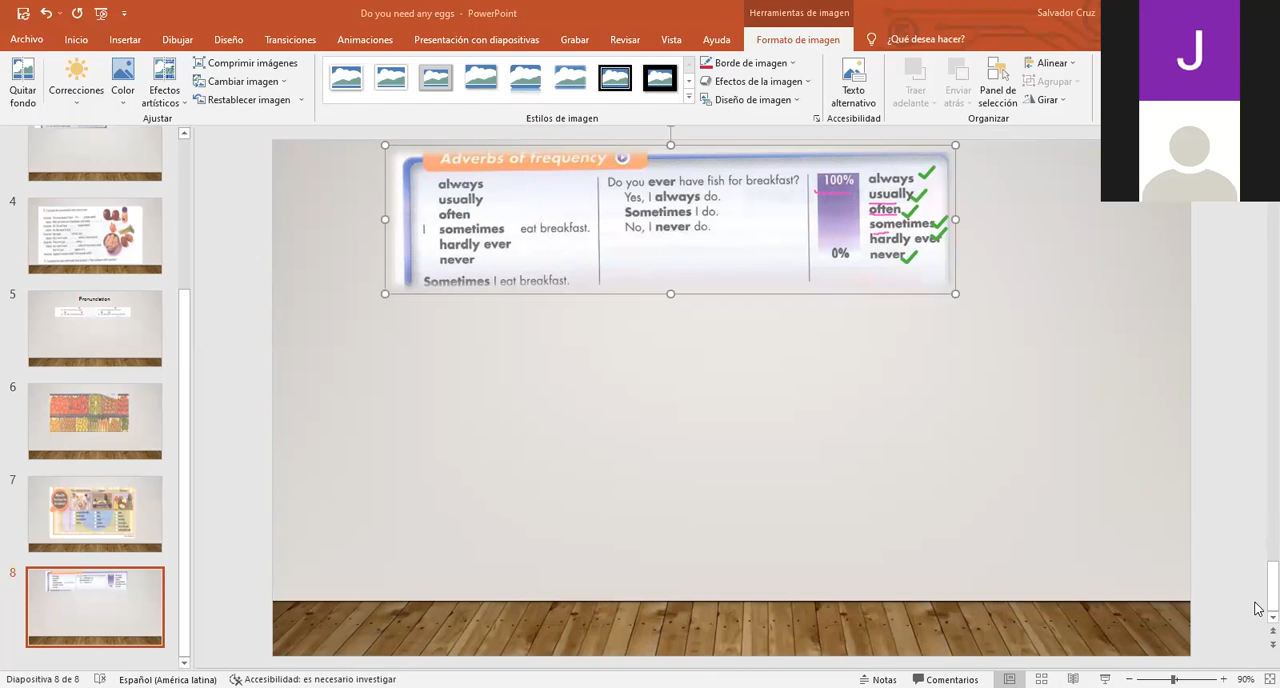 Do you need any eggs - PowerPoint
Herramientas de imagen
Salvador Cruz
Archivo Inicio Insertar Dibujar Diseño Transiciones Animaciones Presentación con diapositivas Grabar Revisar Vista Ayuda Formato de imagen ¿Qué desea hacer?
Quitar fondo
Correcciones
Color
Efectos artísticos
Comprimir imágenes
Cambiar imagen
Restablecer imagen
Ajustar
Estilos de imagen
Borde de imagen
Efectos de la imagen
Diseño de imagen
Texto alternativo
Accesibilidad
Traer adelante
Enviar atrás
Panel de selección
Alinear
Agrupar
Girar
Organizar
J
4
5
Pronunciation
6
7
8
Adverbs of frequency
always
usually
often
I sometimes eat breakfast.
hardly ever
never
Sometimes I eat breakfast.
Do you ever have fish for breakfast?
Yes, I always do.
Sometimes I do.
No, I never do.
100%
0%
always
usually
often
sometimes
hardly ever
never
Diapositiva 8 de 8
Español (América latina)
Accesibilidad: es necesario investigar
Notas
Comentarios
90%